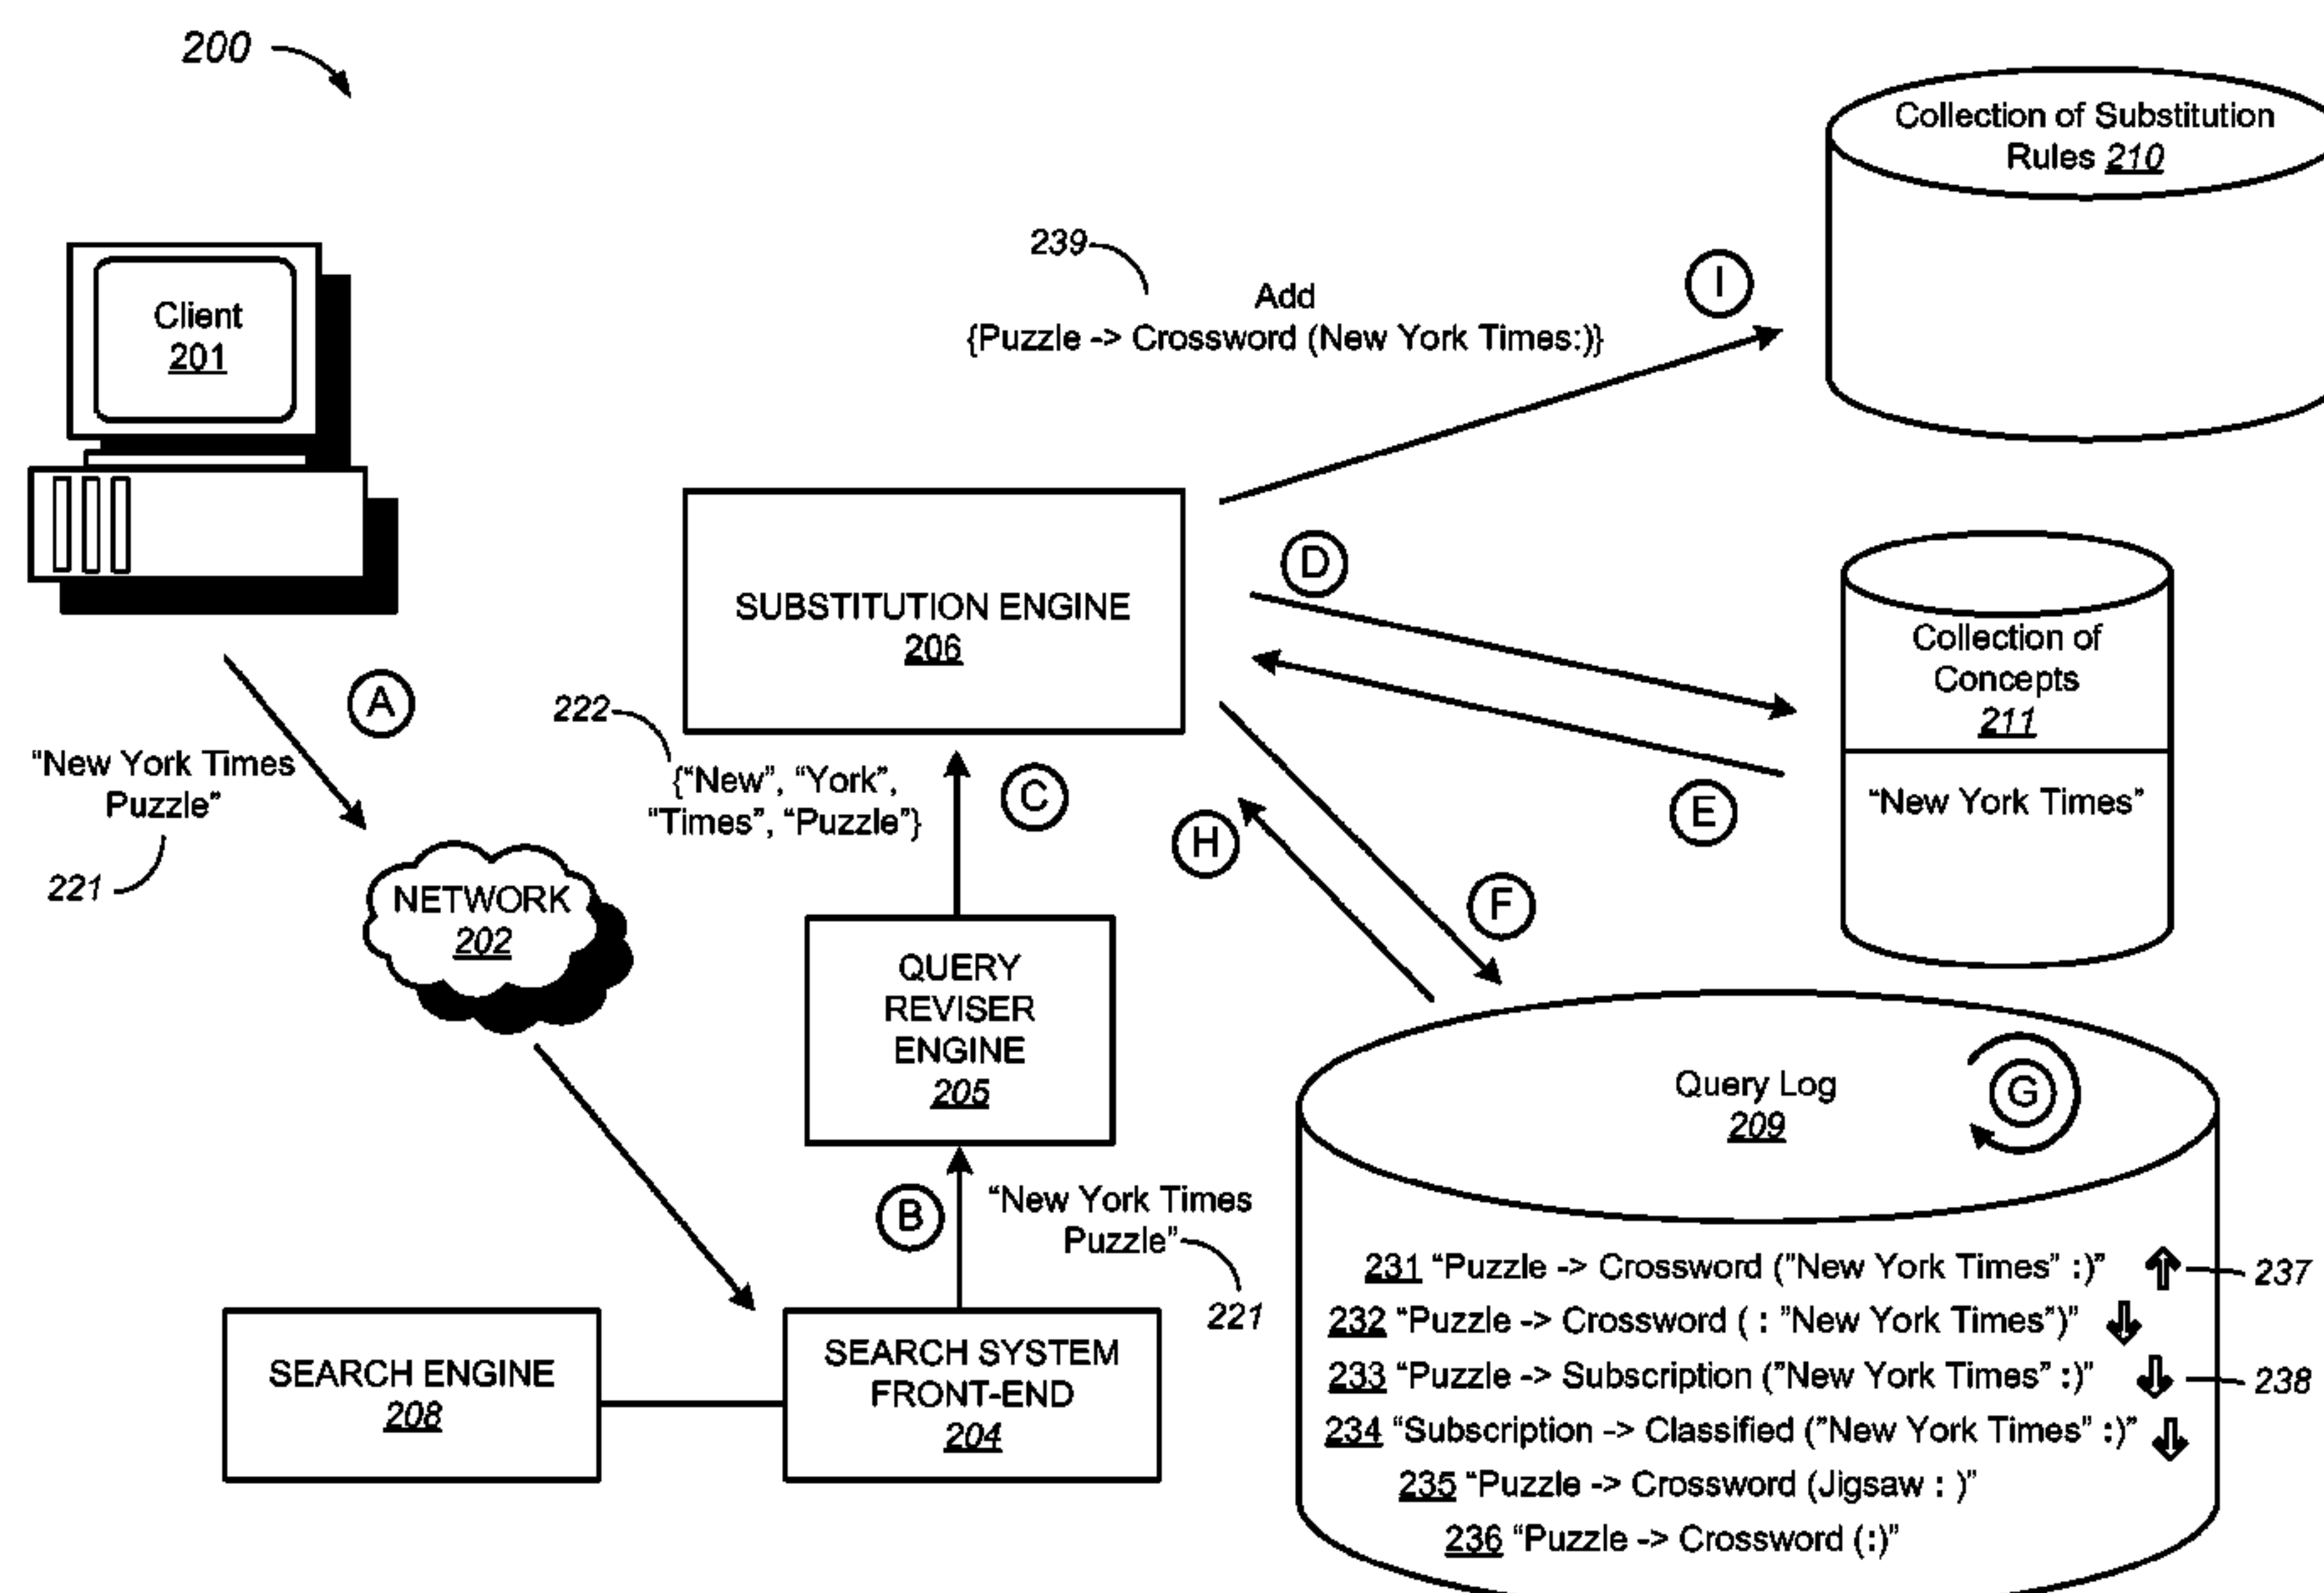 200
Collection of Substitution
Rules 210
239
Add
{Puzzle -> Crossword (New York Times:)}
I
Client
201
D
SUBSTITUTION ENGINE
206
Collection of
Concepts
211
A
222
"New York Times
Puzzle"
221
{“New”, “York”,
“Times”, “Puzzle”}
C
E
“New York Times”
H
F
NETWORK
202
QUERY
REVISER
ENGINE
205
Query Log
209
G
B
“New York Times
Puzzle”
221
231 “Puzzle -> Crossword (”New York Times” :)”
237
232 “Puzzle -> Crossword ( : ”New York Times”)”
233 “Puzzle -> Subscription (”New York Times” :)”
238
234 “Subscription -> Classified (”New York Times” :)”
235 “Puzzle -> Crossword (Jigsaw : )”
236 “Puzzle -> Crossword (:)”
SEARCH ENGINE
208
SEARCH SYSTEM
FRONT-END
204